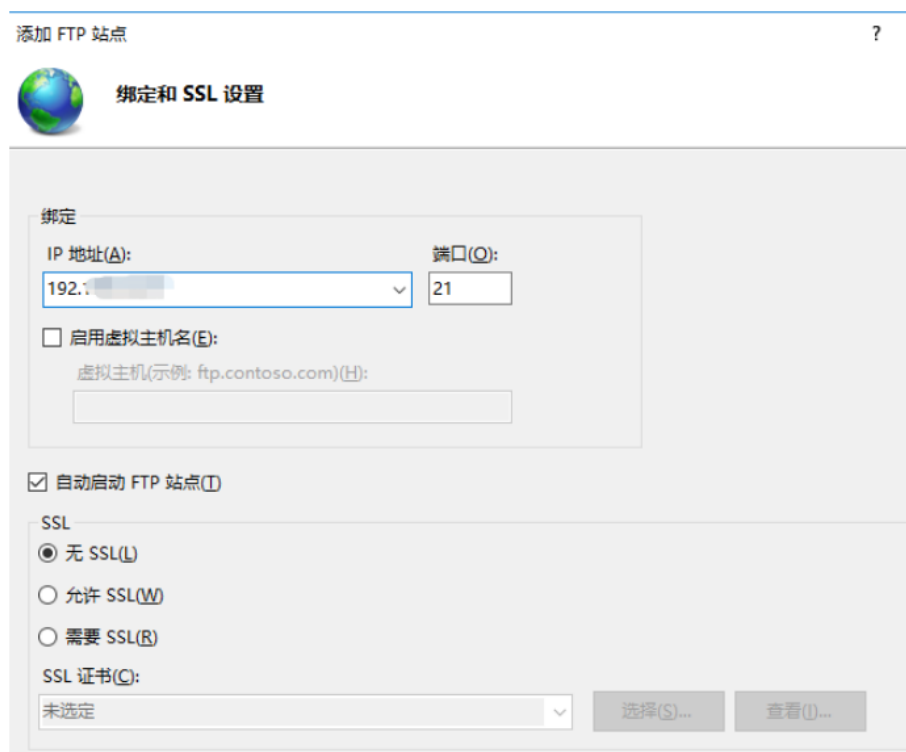 添加 FTP 站点 ?
绑定和 SSL 设置
绑定
IP 地址(A): 端口(O):
192. 21
启用虚拟主机名(E):
虚拟主机(示例: ftp.contoso.com)(H):
自动启动 FTP 站点(T)
SSL
无 SSL(L)
允许 SSL(W)
需要 SSL(R)
SSL 证书(C):
未选定 选择(S)... 查看(I)...